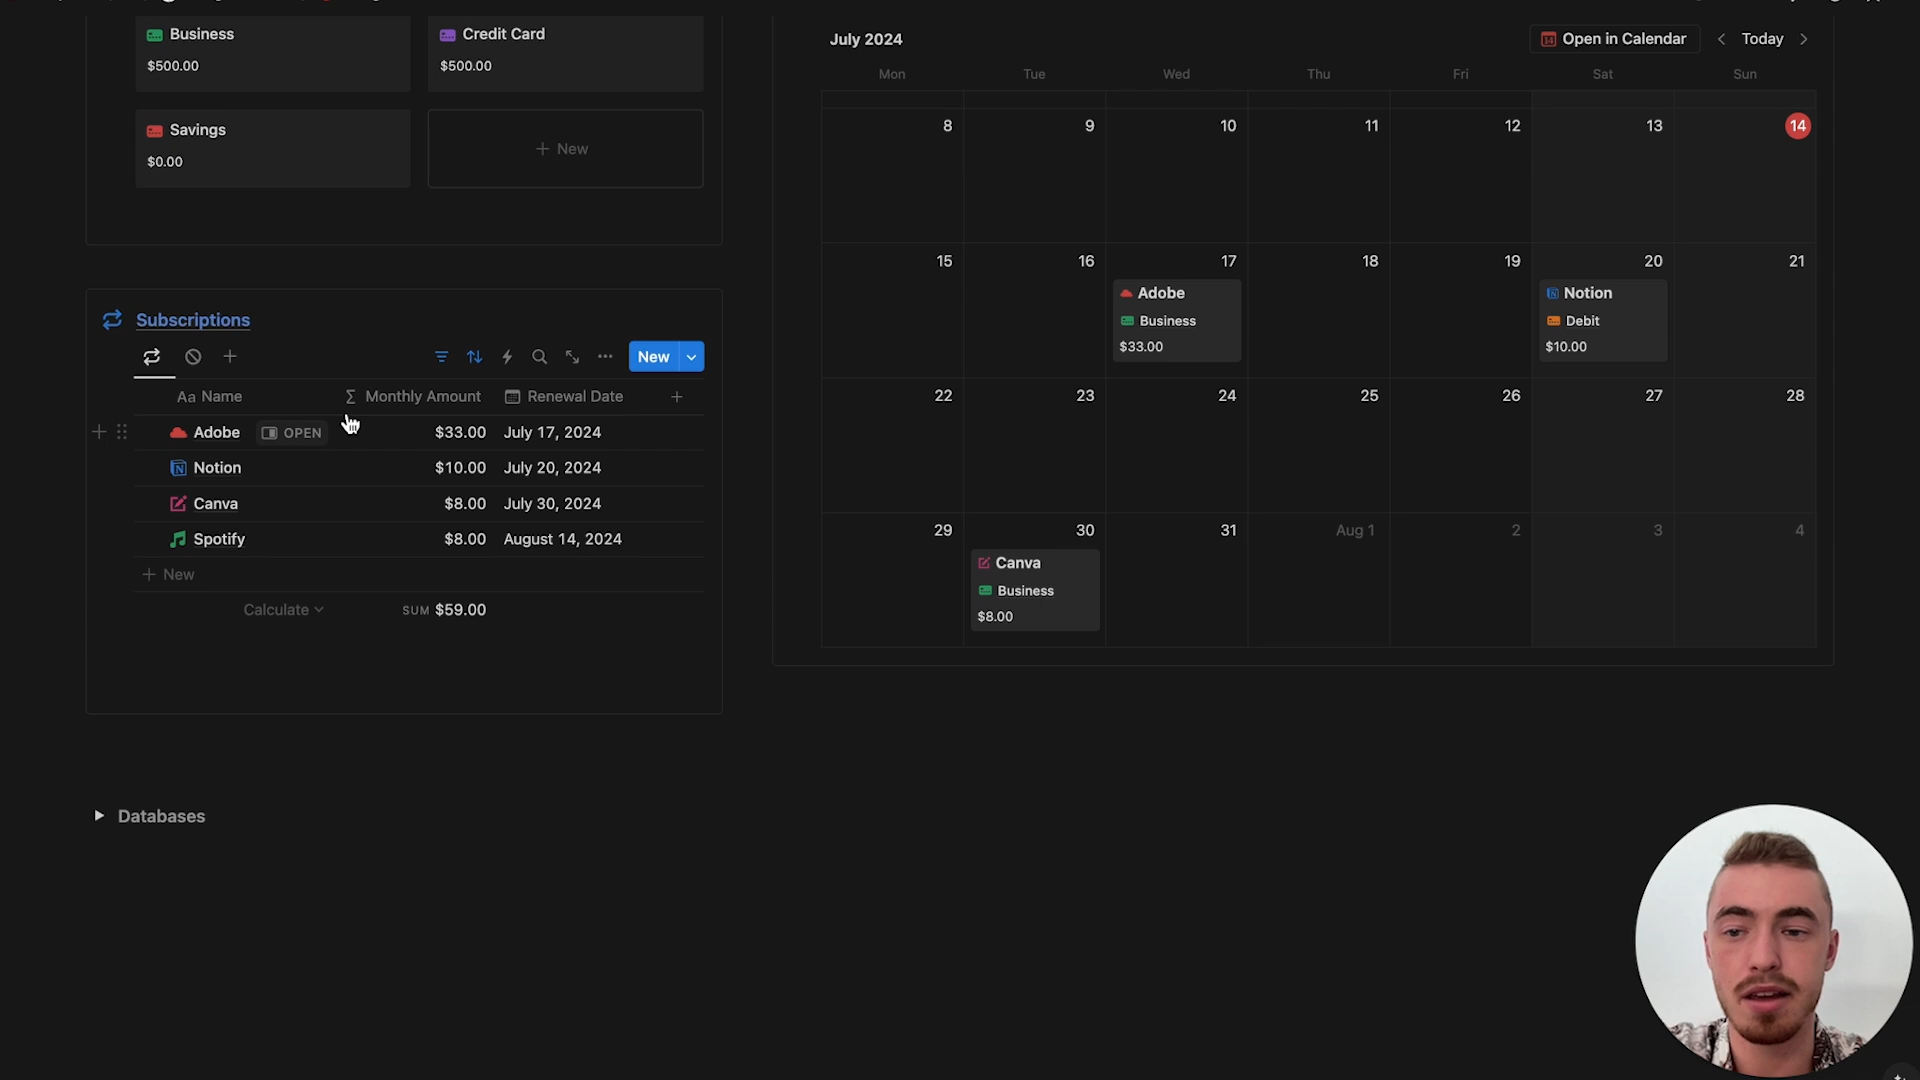 Business
$500.00
Credit Card
$500.00
Savings
$0.00
New
Subscriptions
New
Aa Name
Σ Monthly Amount
Renewal Date
Adobe OPEN $33.00 July 17, 2024
Notion $10.00 July 20, 2024
Canva $8.00 July 30, 2024
Spotify $8.00 August 14, 2024
New
Calculate SUM $59.00
Databases
July 2024
Open in Calendar
Today
Mon Tue Wed Thu Fri Sat Sun
8 9 10 11 12 13 14
15 16 17 18 19 20 21
Adobe
Business
$33.00
Notion
Debit
$10.00
22 23 24 25 26 27 28
29 30 31 Aug 1 2 3 4
Canva
Business
$8.00